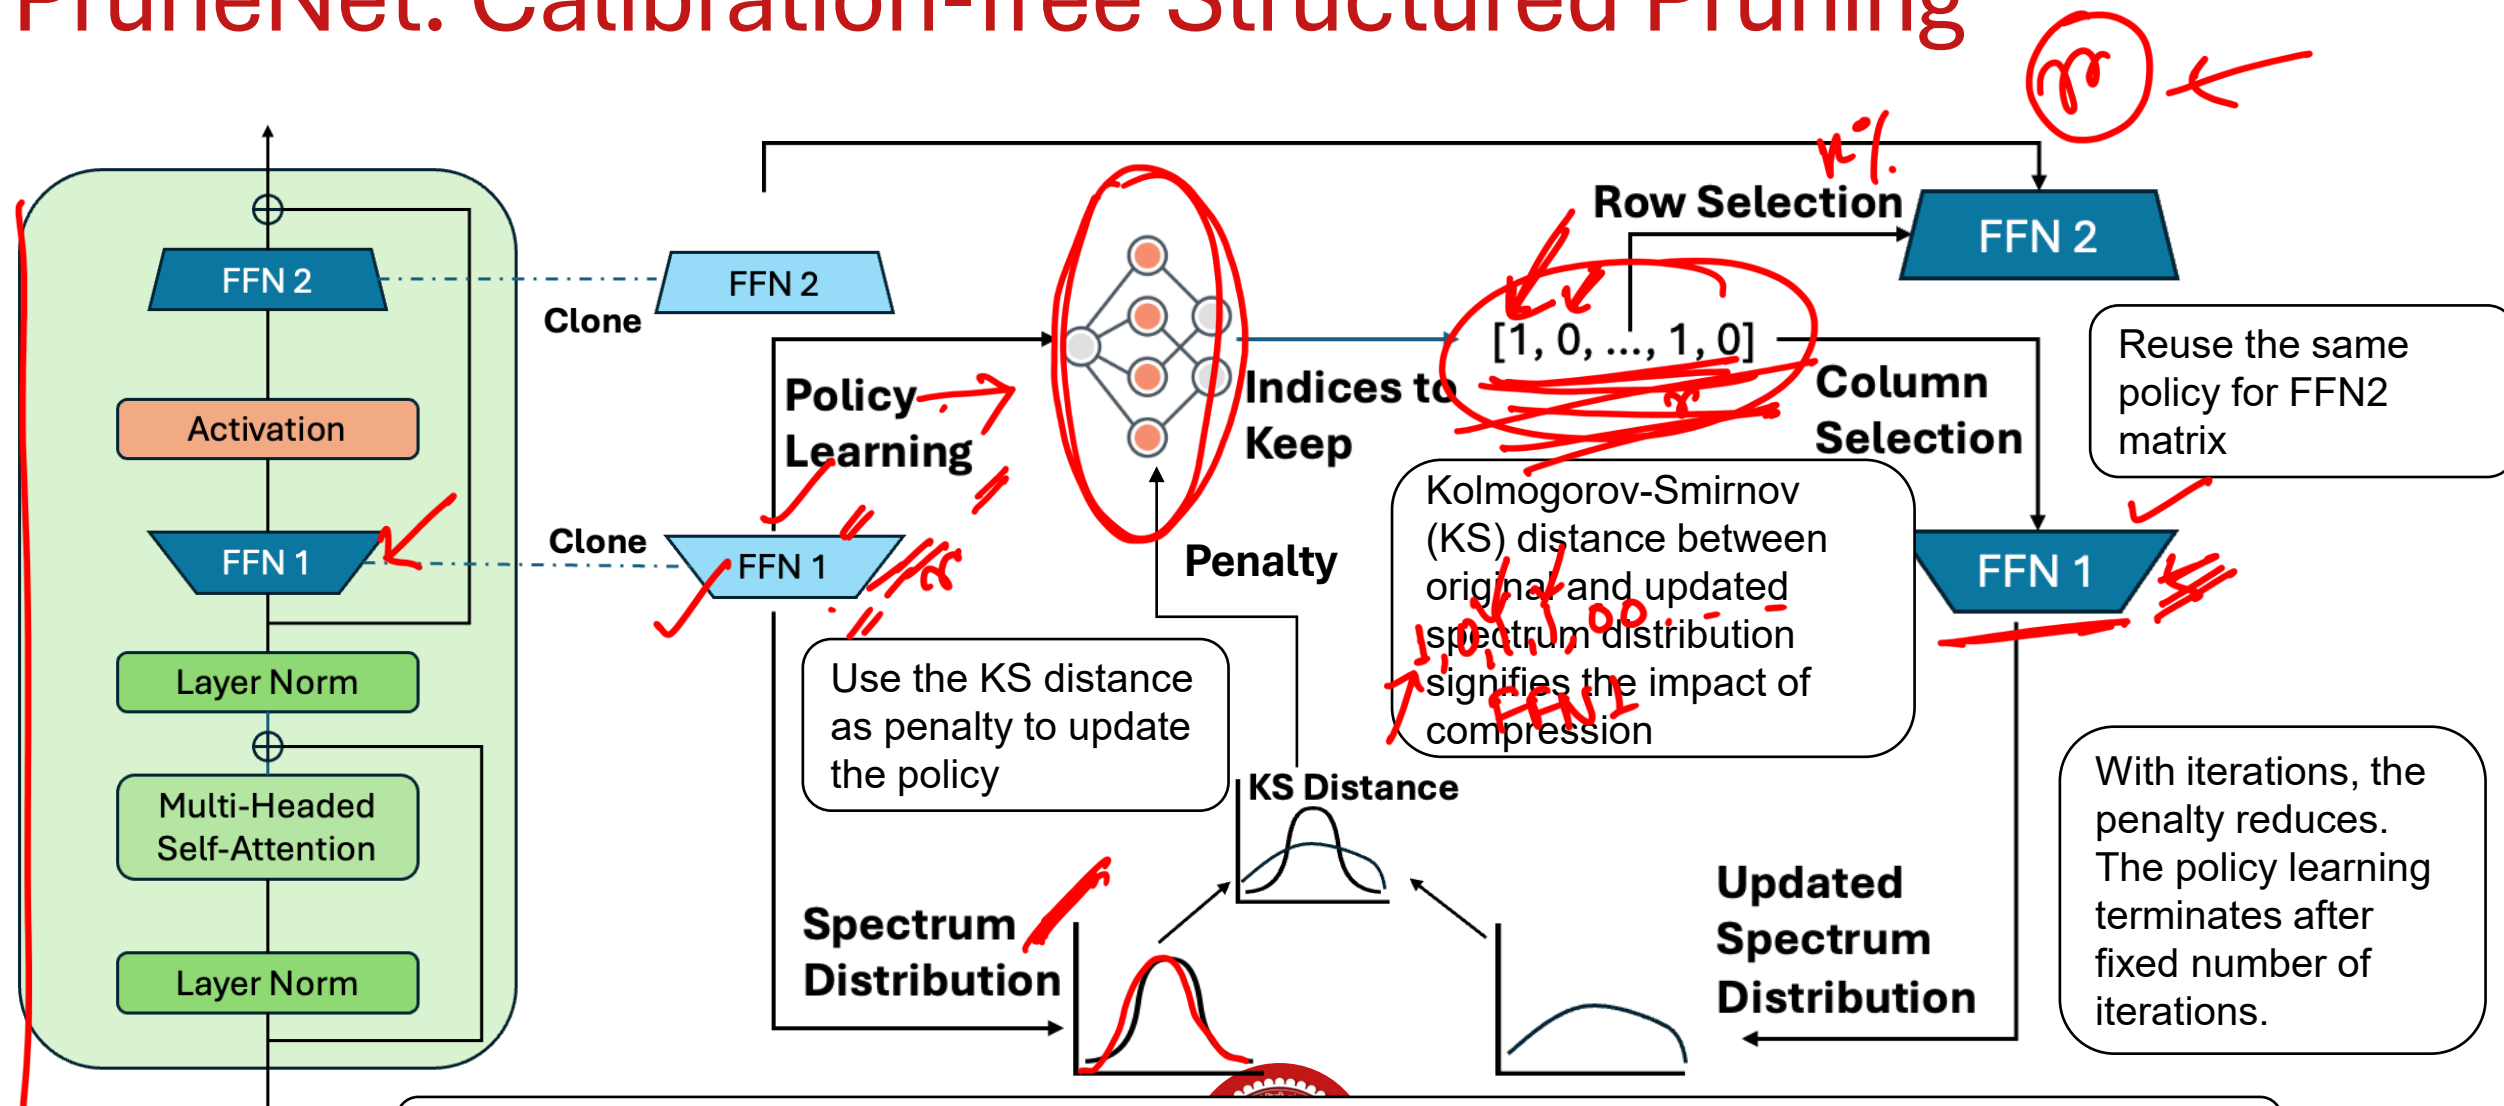 PruneNet: Calibration-free Structured Pruning
r%
Row Selection
FFN 2
FFN 2
FFN 2
Clone
[1, 0, ..., 1, 0]
Reuse the same
policy for FFN2
matrix
Policy
Learning
Indices to
Keep
Column
Selection
Activation
Kolmogorov-Smirnov
(KS) distance between
original and updated
spectrum distribution
signifies the impact of
compression
Clone
FFN 1
FFN 1
Penalty
FFN 1
FFN1
Use the KS distance
as penalty to update
the policy
Layer Norm
Multi-Headed
Self-Attention
KS Distance
With iterations, the
penalty reduces.
The policy learning
terminates after
fixed number of
iterations.
Spectrum
Distribution
Updated
Spectrum
Distribution
Layer Norm